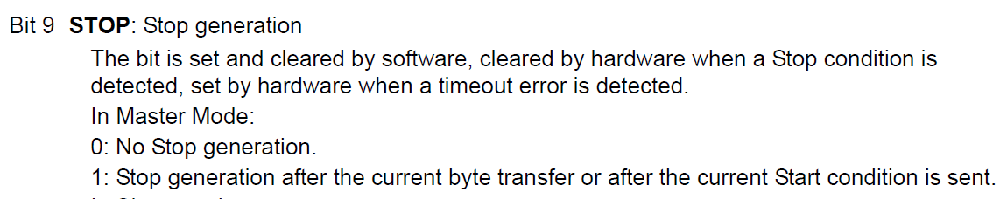 Bit 9 STOP: Stop generation
The bit is set and cleared by software, cleared by hardware when a Stop condition is
detected, set by hardware when a timeout error is detected.
In Master Mode:
0: No Stop generation.
1: Stop generation after the current byte transfer or after the current Start condition is sent.